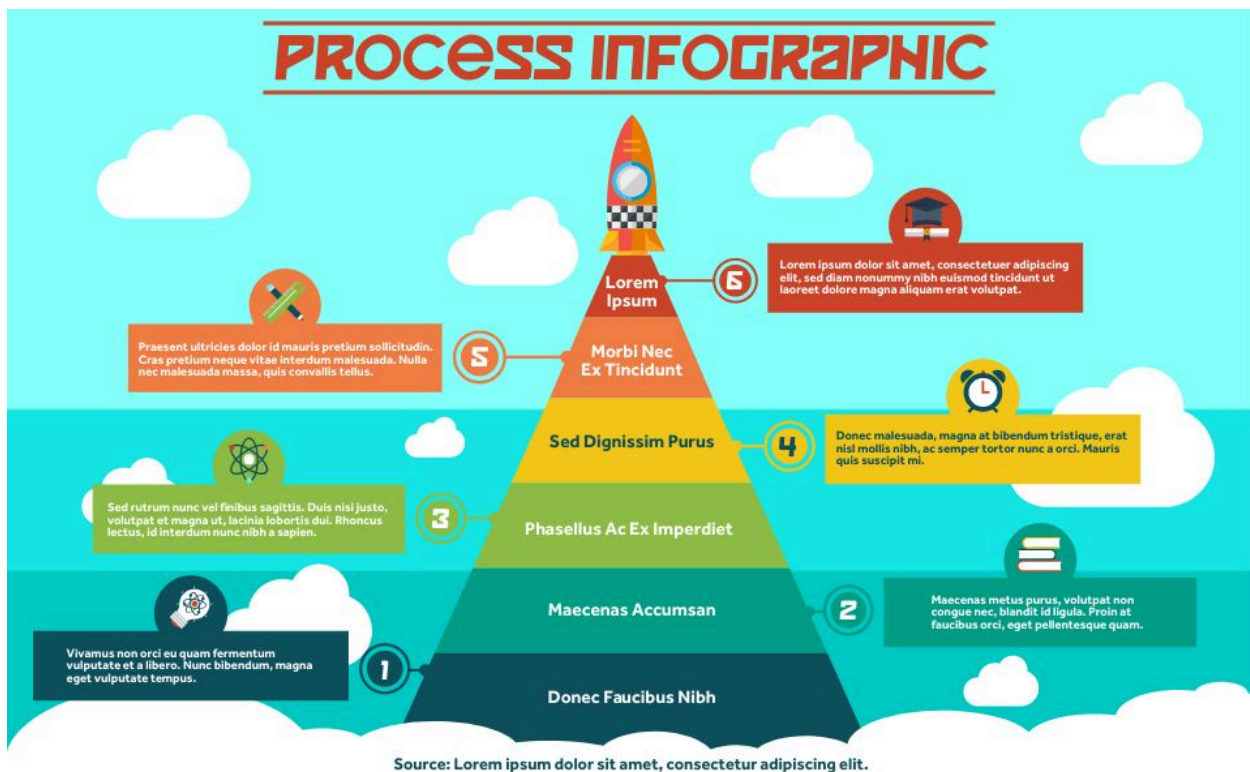 PROCESS INFOGRAPHIC
Lorem
Ipsum
6
Lorem ipsum dolor sit amet, consectetuer adipiscing
elit, sed diam nonummy nibh euismod tincidunt ut
laoreet dolore magna aliquam erat volutpat.
Praesent ultricies dolor id mauris pretium sollicitudin.
Cras pretium neque vitae interdum malesuada. Nulla
nec malesuada massa, quis convallis tellus.
5
Morbi Nec
Ex Tincidunt
Sed Dignissim Purus
4
Donec malesuada, magna at bibendum tristique, erat
nisl mollis nibh, ac semper tortor nunc a orci. Mauris
quis suscipit mi.
Sed rutrum nunc vel finibus sagittis. Duis nisi justo,
volutpat et magna ut, lacinia lobortis dui. Rhoncus
lectus, id interdum nunc nibh a sapien.
3
Phasellus Ac Ex Imperdiet
Maecenas Accumsan
2
Maecenas metus purus, volutpat non
congue nec, blandit id ligula. Proin at
faucibus orci, eget pellentesque quam.
Vivamus non orci eu quam fermentum
vulputate et a libero. Nunc bibendum, magna
eget vulputate tempus.
1
Donec Faucibus Nibh
Source: Lorem ipsum dolor sit amet, consectetur adipiscing elit.